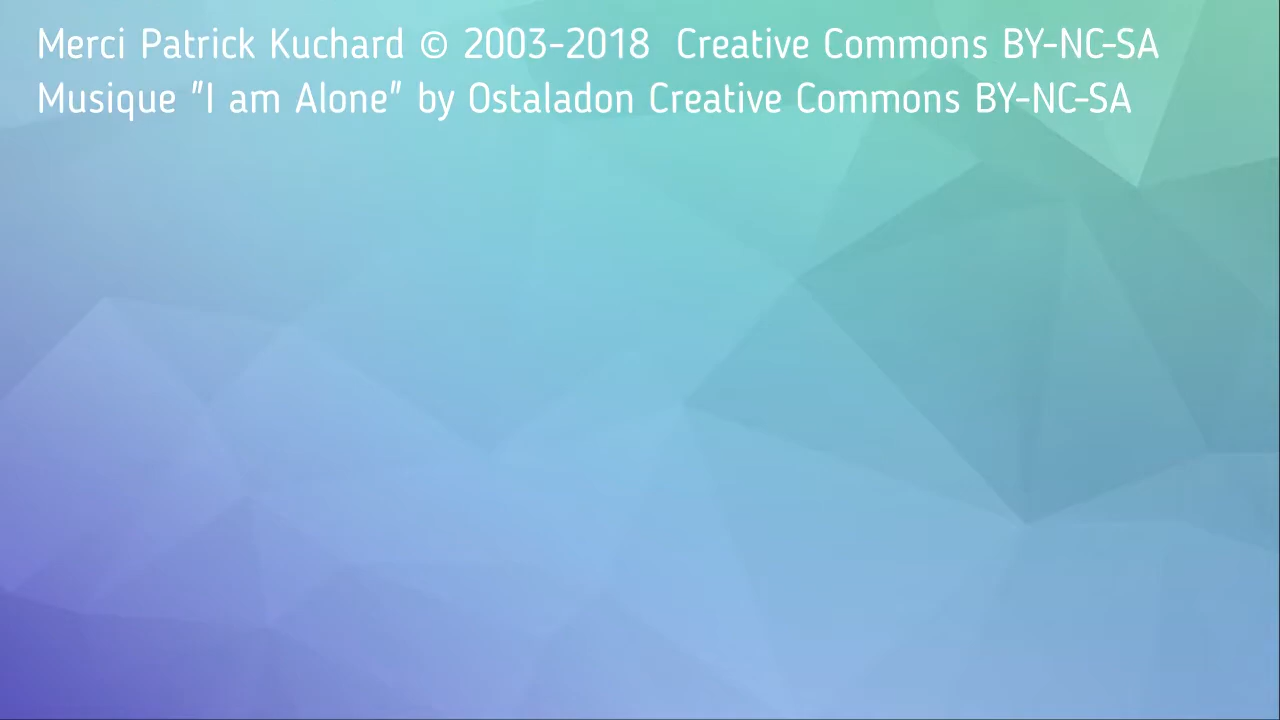 Merci Patrick Kuchard © 2003-2018  Creative Commons BY-NC-SA
Musique "I am Alone" by Ostaladon Creative Commons BY-NC-SA